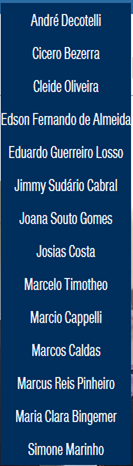 André Decotelli
Cicero Bezerra
Cleide Oliveira
Edson Fernando de Almeida
Eduardo Guerreiro Losso
Jimmy Sudário Cabral
Joana Souto Gomes
Josias Costa
Marcelo Timotheo
Marcio Cappelli
Marcos Caldas
Marcus Reis Pinheiro
Maria Clara Bingemer
Simone Marinho